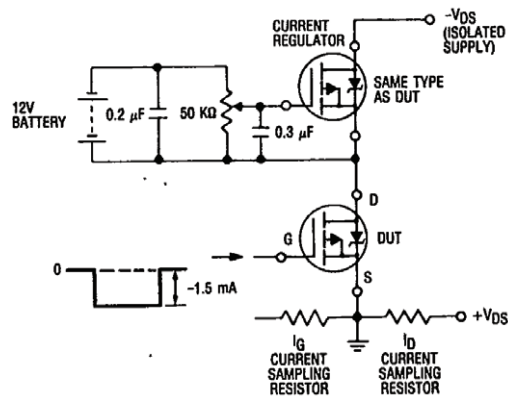 CURRENT
REGULATOR
-VDS
(ISOLATED
SUPPLY)
SAME TYPE
AS DUT
12V
BATTERY
0.2 µF
50 KΩ
0.3 µF
D
G
DUT
S
0
-1.5 mA
+VDS
IG
CURRENT
SAMPLING
RESISTOR
ID
CURRENT
SAMPLING
RESISTOR